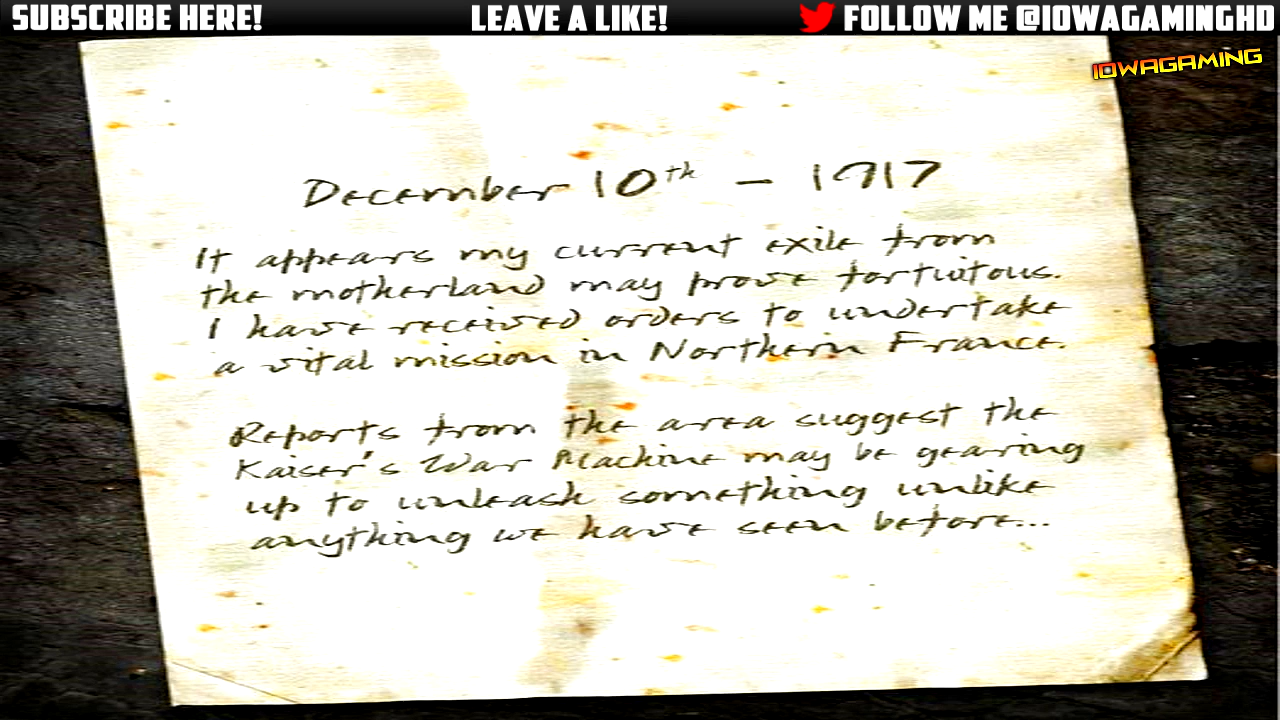 SUBSCRIBE HERE!
LEAVE A LIKE!
FOLLOW ME @IOWAGAMINGHD
IOWAGAMING
December 10th - 1917
It appears my current exile from
the motherland may prove fortuitous.
I have received orders to undertake
a vital mission in Northern France.
Reports from the area suggest the
Kaiser's War Machine may be gearing
up to unleash something unlike
anything we have seen before...